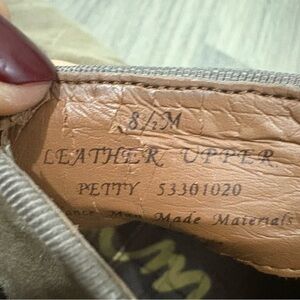 8½M
LEATHER UPPER
PETTY 53301020
Man Made Materials